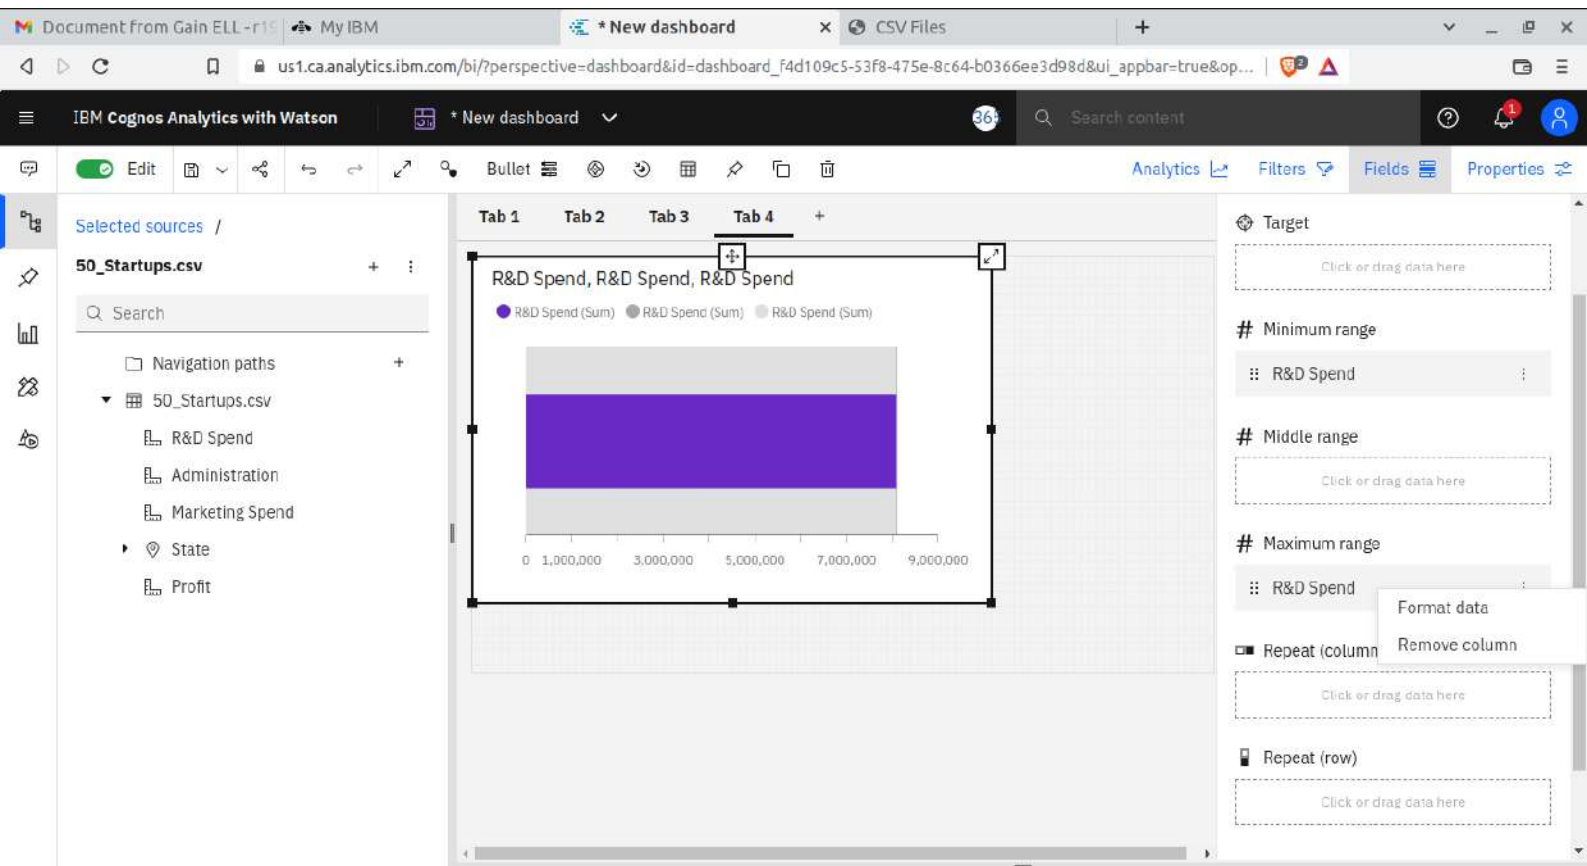 Document from Gain ELL - r19
My IBM
* New dashboard
CSV Files
us1.ca.analytics.ibm.com/bi/?perspective=dashboard&id=dashboard_f4d109c5-53f8-475e-8c64-b0366ee3d98d&ui_appbar=true&op...
2
IBM Cognos Analytics with Watson
* New dashboard
Search content
1
Edit
Bullet
Analytics
Filters
Fields
Properties
Selected sources /
50_Startups.csv
Search
Navigation paths
50_Startups.csv
R&D Spend
Administration
Marketing Spend
State
Profit
Tab 1
Tab 2
Tab 3
Tab 4
R&D Spend, R&D Spend, R&D Spend
R&D Spend (Sum) R&D Spend (Sum) R&D Spend (Sum)
0 1,000,000 3,000,000 5,000,000 7,000,000 9,000,000
Target
Click or drag data here
# Minimum range
R&D Spend
# Middle range
Click or drag data here
# Maximum range
R&D Spend
Format data
Remove column
Repeat (column
Click or drag data here
Repeat (row)
Click or drag data here